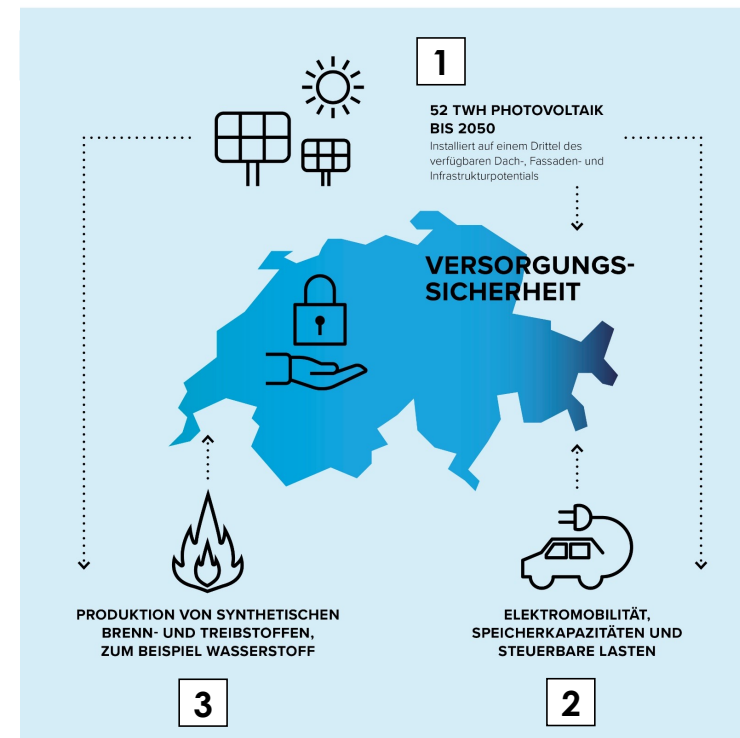 1
52 TWH PHOTOVOLTAIK
BIS 2050
Installiert auf einem Drittel des
verfügbaren Dach-, Fassaden- und
Infrastrukturpotentials
VERSORGUNGS-
SICHERHEIT
PRODUKTION VON SYNTHETISCHEN
BRENN- UND TREIBSTOFFEN,
ZUM BEISPIEL WASSERSTOFF
3
ELEKTROMOBILITÄT,
SPEICHERKAPAZITÄTEN UND
STEUERBARE LASTEN
2